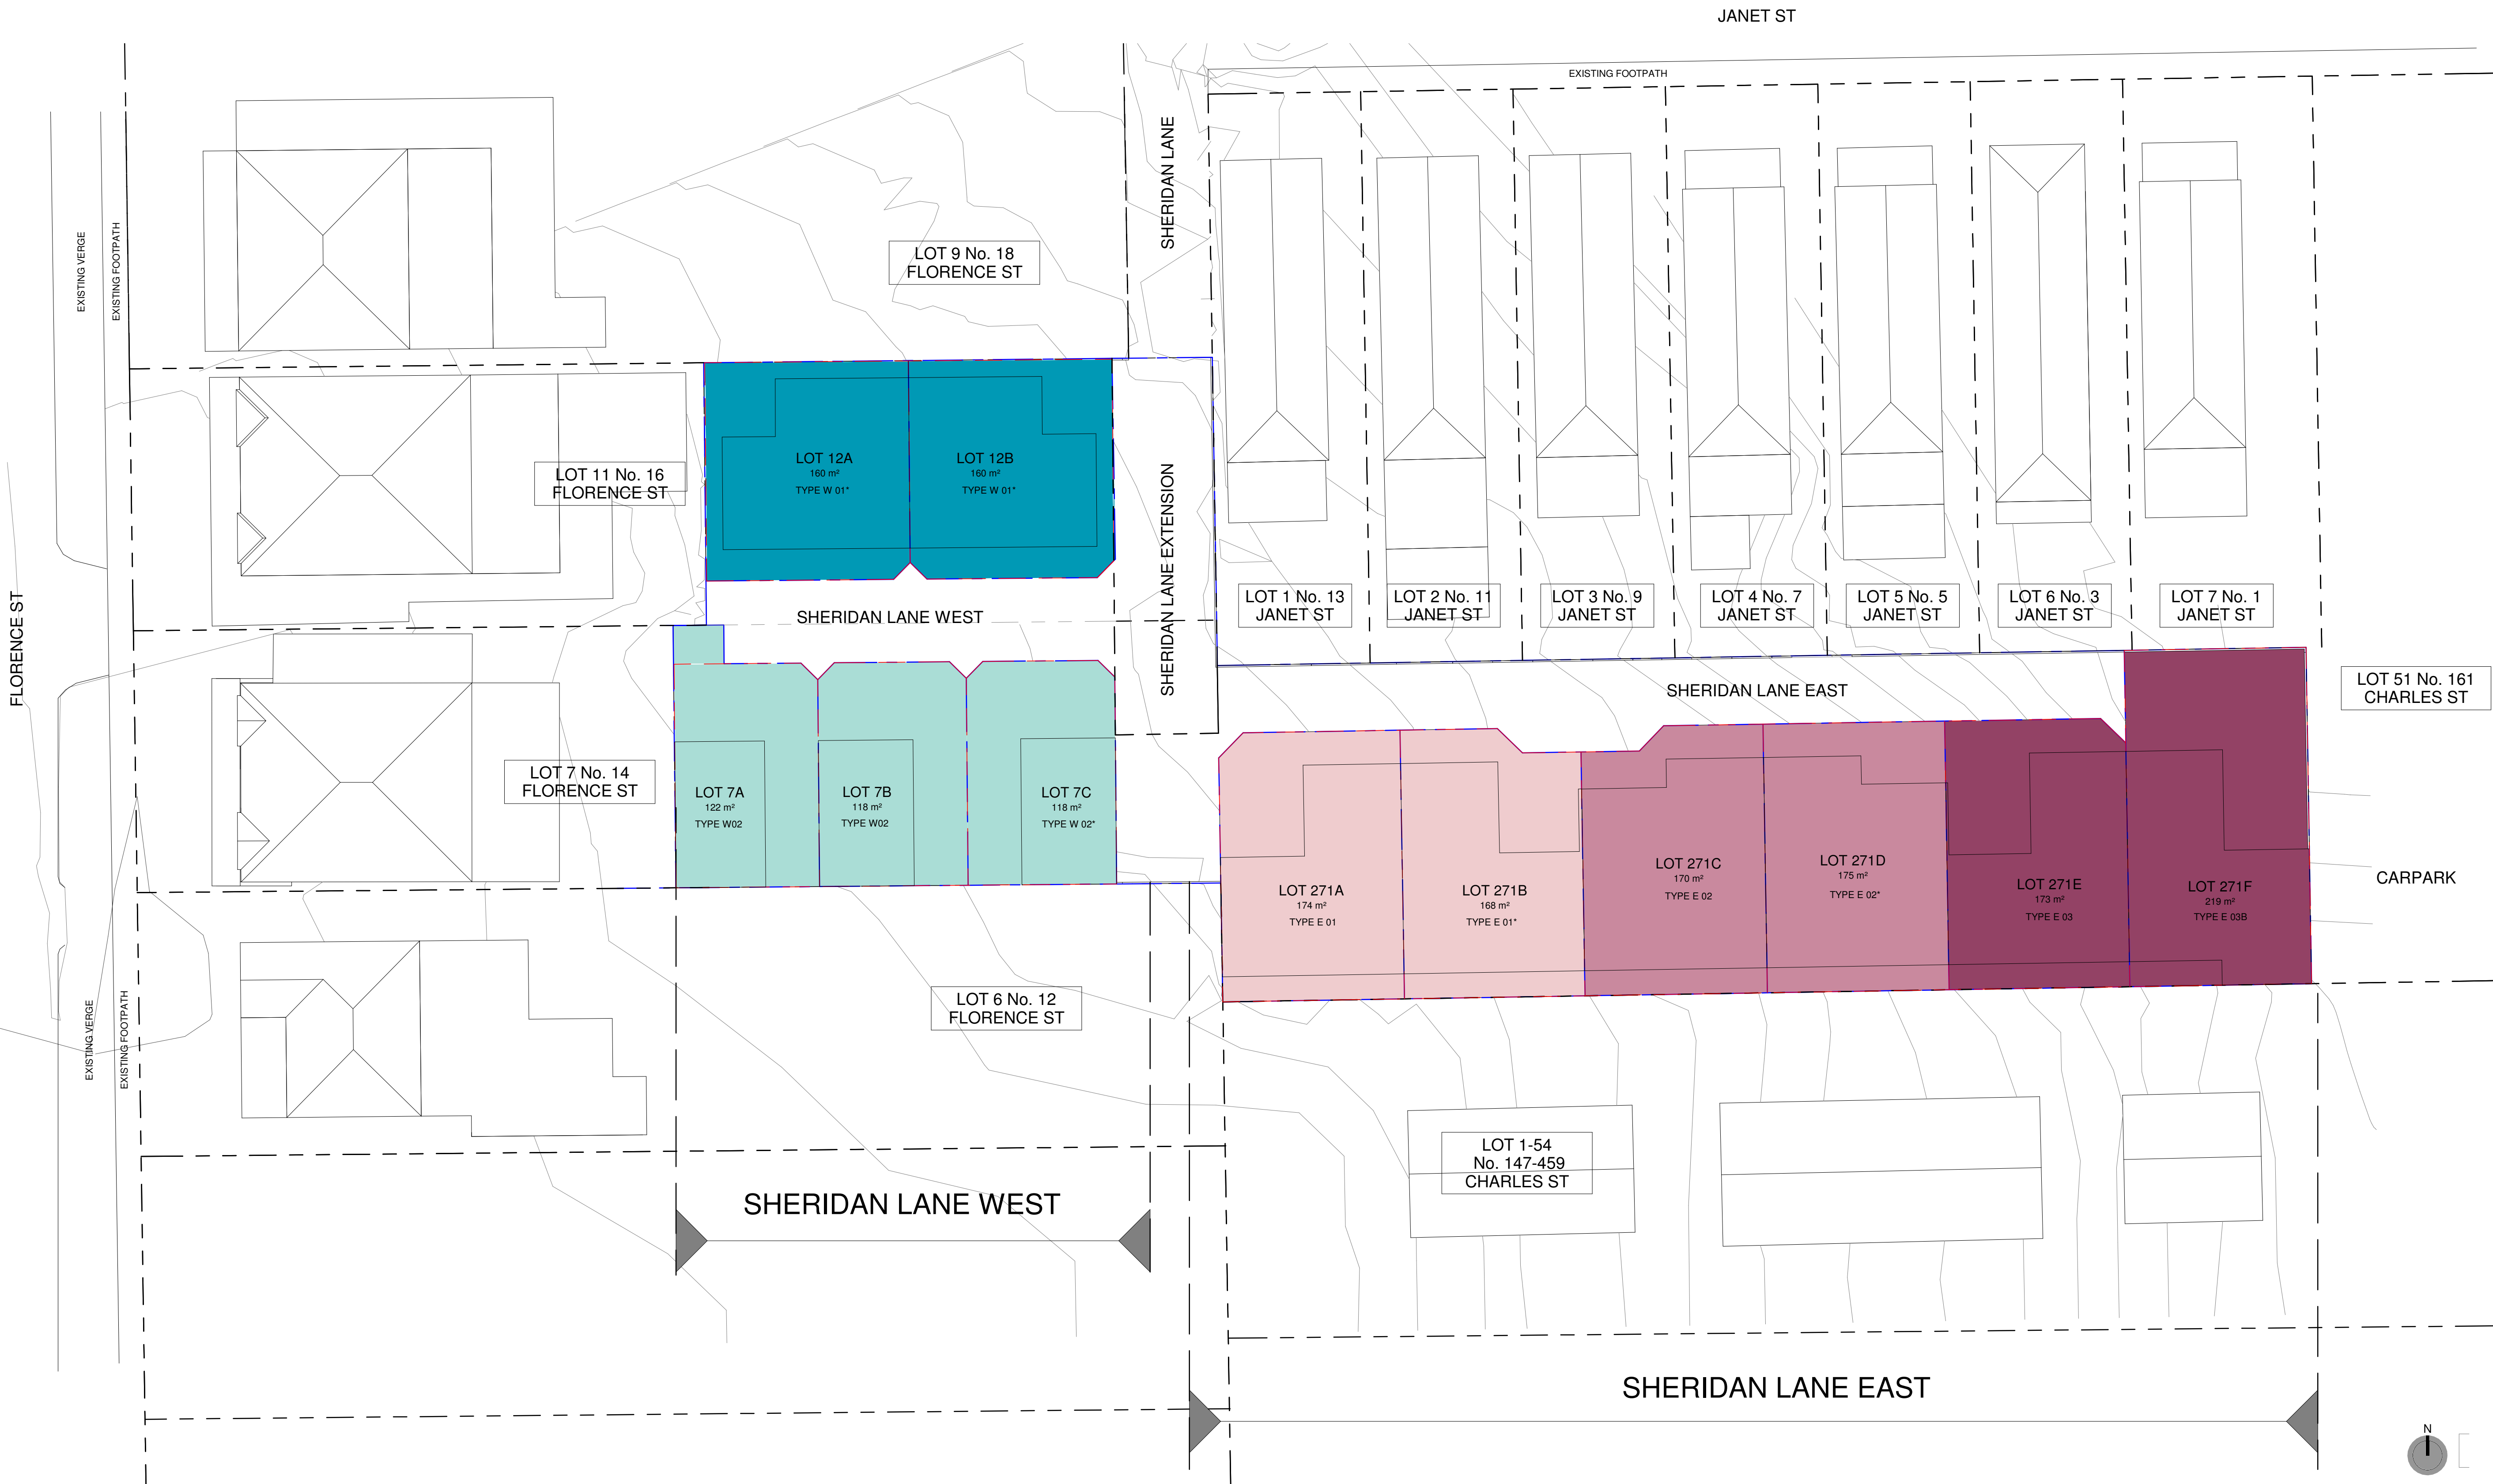 JANET ST
EXISTING FOOTPATH
SHERIDAN LANE
EXISTING VERGE
EXISTING FOOTPATH
LOT 9 No. 18
FLORENCE ST
LOT 12A
160 m²
TYPE W 01*
LOT 12B
160 m²
TYPE W 01*
LOT 11 No. 16
FLORENCE ST
SHERIDAN LANE EXTENSION
FLORENCE ST
SHERIDAN LANE WEST
LOT 1 No. 13
JANET ST
LOT 2 No. 11
JANET ST
LOT 3 No. 9
JANET ST
LOT 4 No. 7
JANET ST
LOT 5 No. 5
JANET ST
LOT 6 No. 3
JANET ST
LOT 7 No. 1
JANET ST
SHERIDAN LANE EAST
LOT 51 No. 161
CHARLES ST
LOT 7 No. 14
FLORENCE ST
LOT 7A
122 m²
TYPE W02
LOT 7B
118 m²
TYPE W02
LOT 7C
118 m²
TYPE W 02*
LOT 271A
174 m²
TYPE E 01
LOT 271B
168 m²
TYPE E 01*
LOT 271C
170 m²
TYPE E 02
LOT 271D
175 m²
TYPE E 02*
LOT 271E
173 m²
TYPE E 03
LOT 271F
219 m²
TYPE E 03B
CARPARK
EXISTING VERGE
EXISTING FOOTPATH
LOT 6 No. 12
FLORENCE ST
LOT 1-54
No. 147-459
CHARLES ST
SHERIDAN LANE WEST
SHERIDAN LANE EAST
N